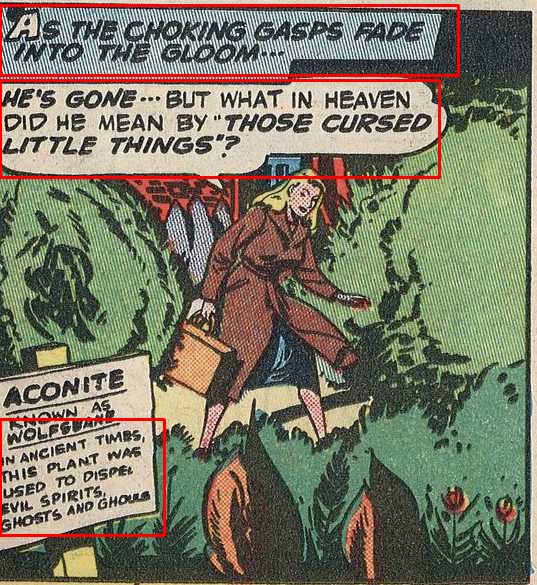 AS THE CHOKING GASPS FADE
INTO THE GLOOM...
HE'S GONE... BUT WHAT IN HEAVEN
DID HE MEAN BY "THOSE CURSED
LITTLE THINGS"?
ACONITE
KNOWN AS
WOLFSBANE
IN ANCIENT TIMES,
THIS PLANT WAS
USED TO DISPEL
EVIL SPIRITS,
GHOSTS AND GHOULS